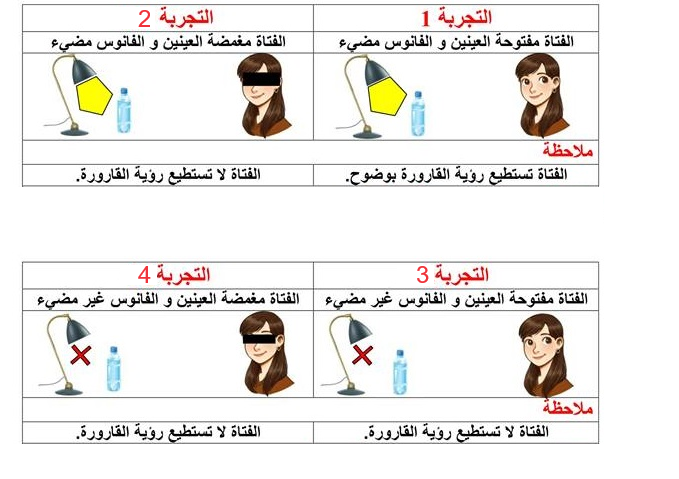 التجربة 1
التجربة 2
الفتاة مفتوحة العينين و الفانوس مضيء
الفتاة مغمضة العينين و الفانوس مضيء
ملاحظة
الفتاة تستطيع رؤية القارورة بوضوح.
الفتاة لا تستطيع رؤية القارورة.
التجربة 3
التجربة 4
الفتاة مفتوحة العينين و الفانوس غير مضيء
الفتاة مغمضة العينين و الفانوس غير مضيء
ملاحظة
الفتاة لا تستطيع رؤية القارورة.
الفتاة لا تستطيع رؤية القارورة.